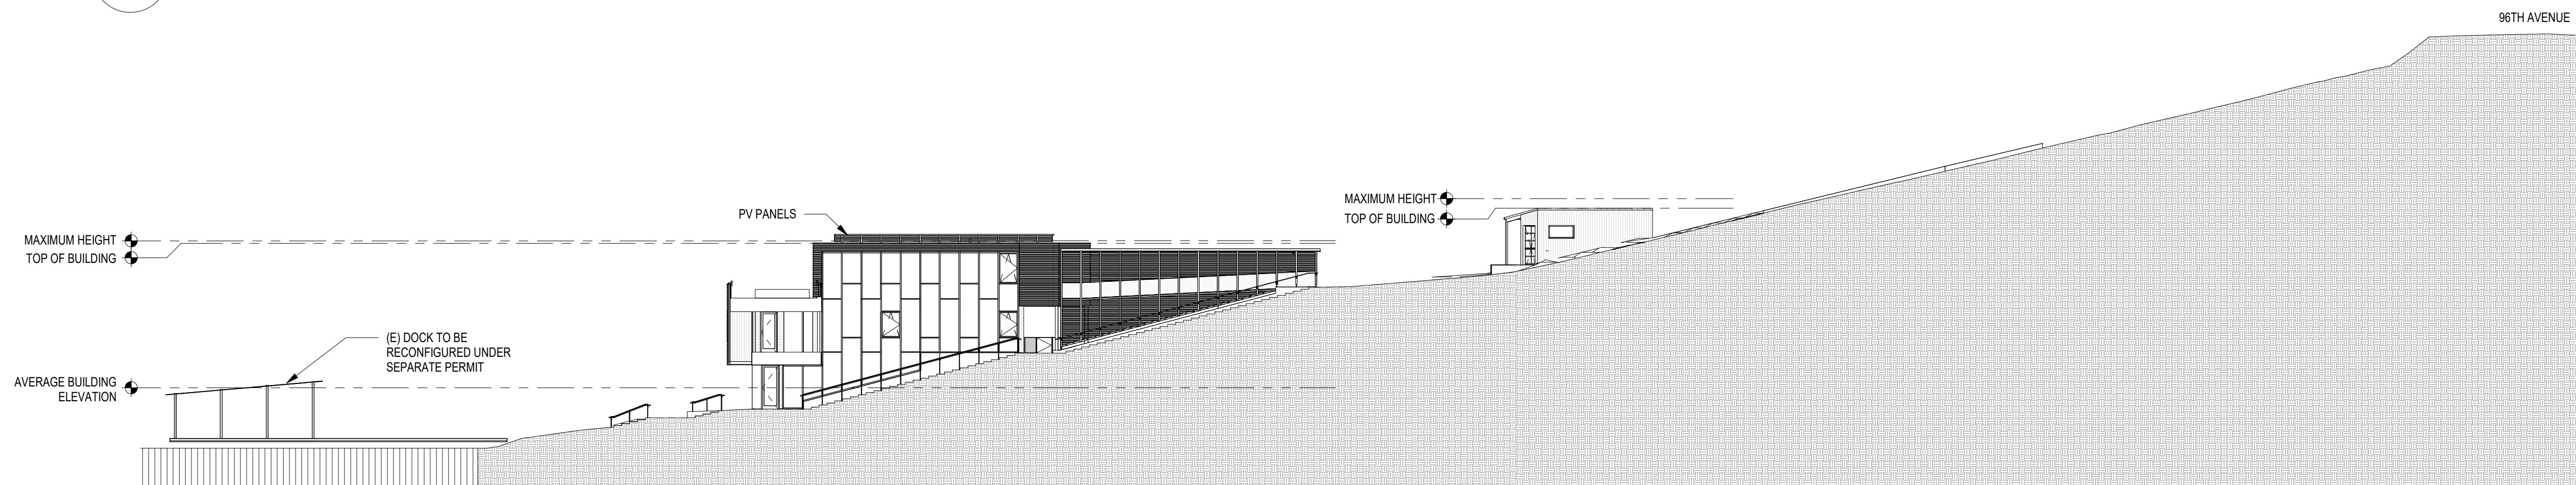 96TH AVENUE
MAXIMUM HEIGHT
TOP OF BUILDING
PV PANELS
MAXIMUM HEIGHT
TOP OF BUILDING
(E) DOCK TO BE
RECONFIGURED UNDER
SEPARATE PERMIT
AVERAGE BUILDING
ELEVATION